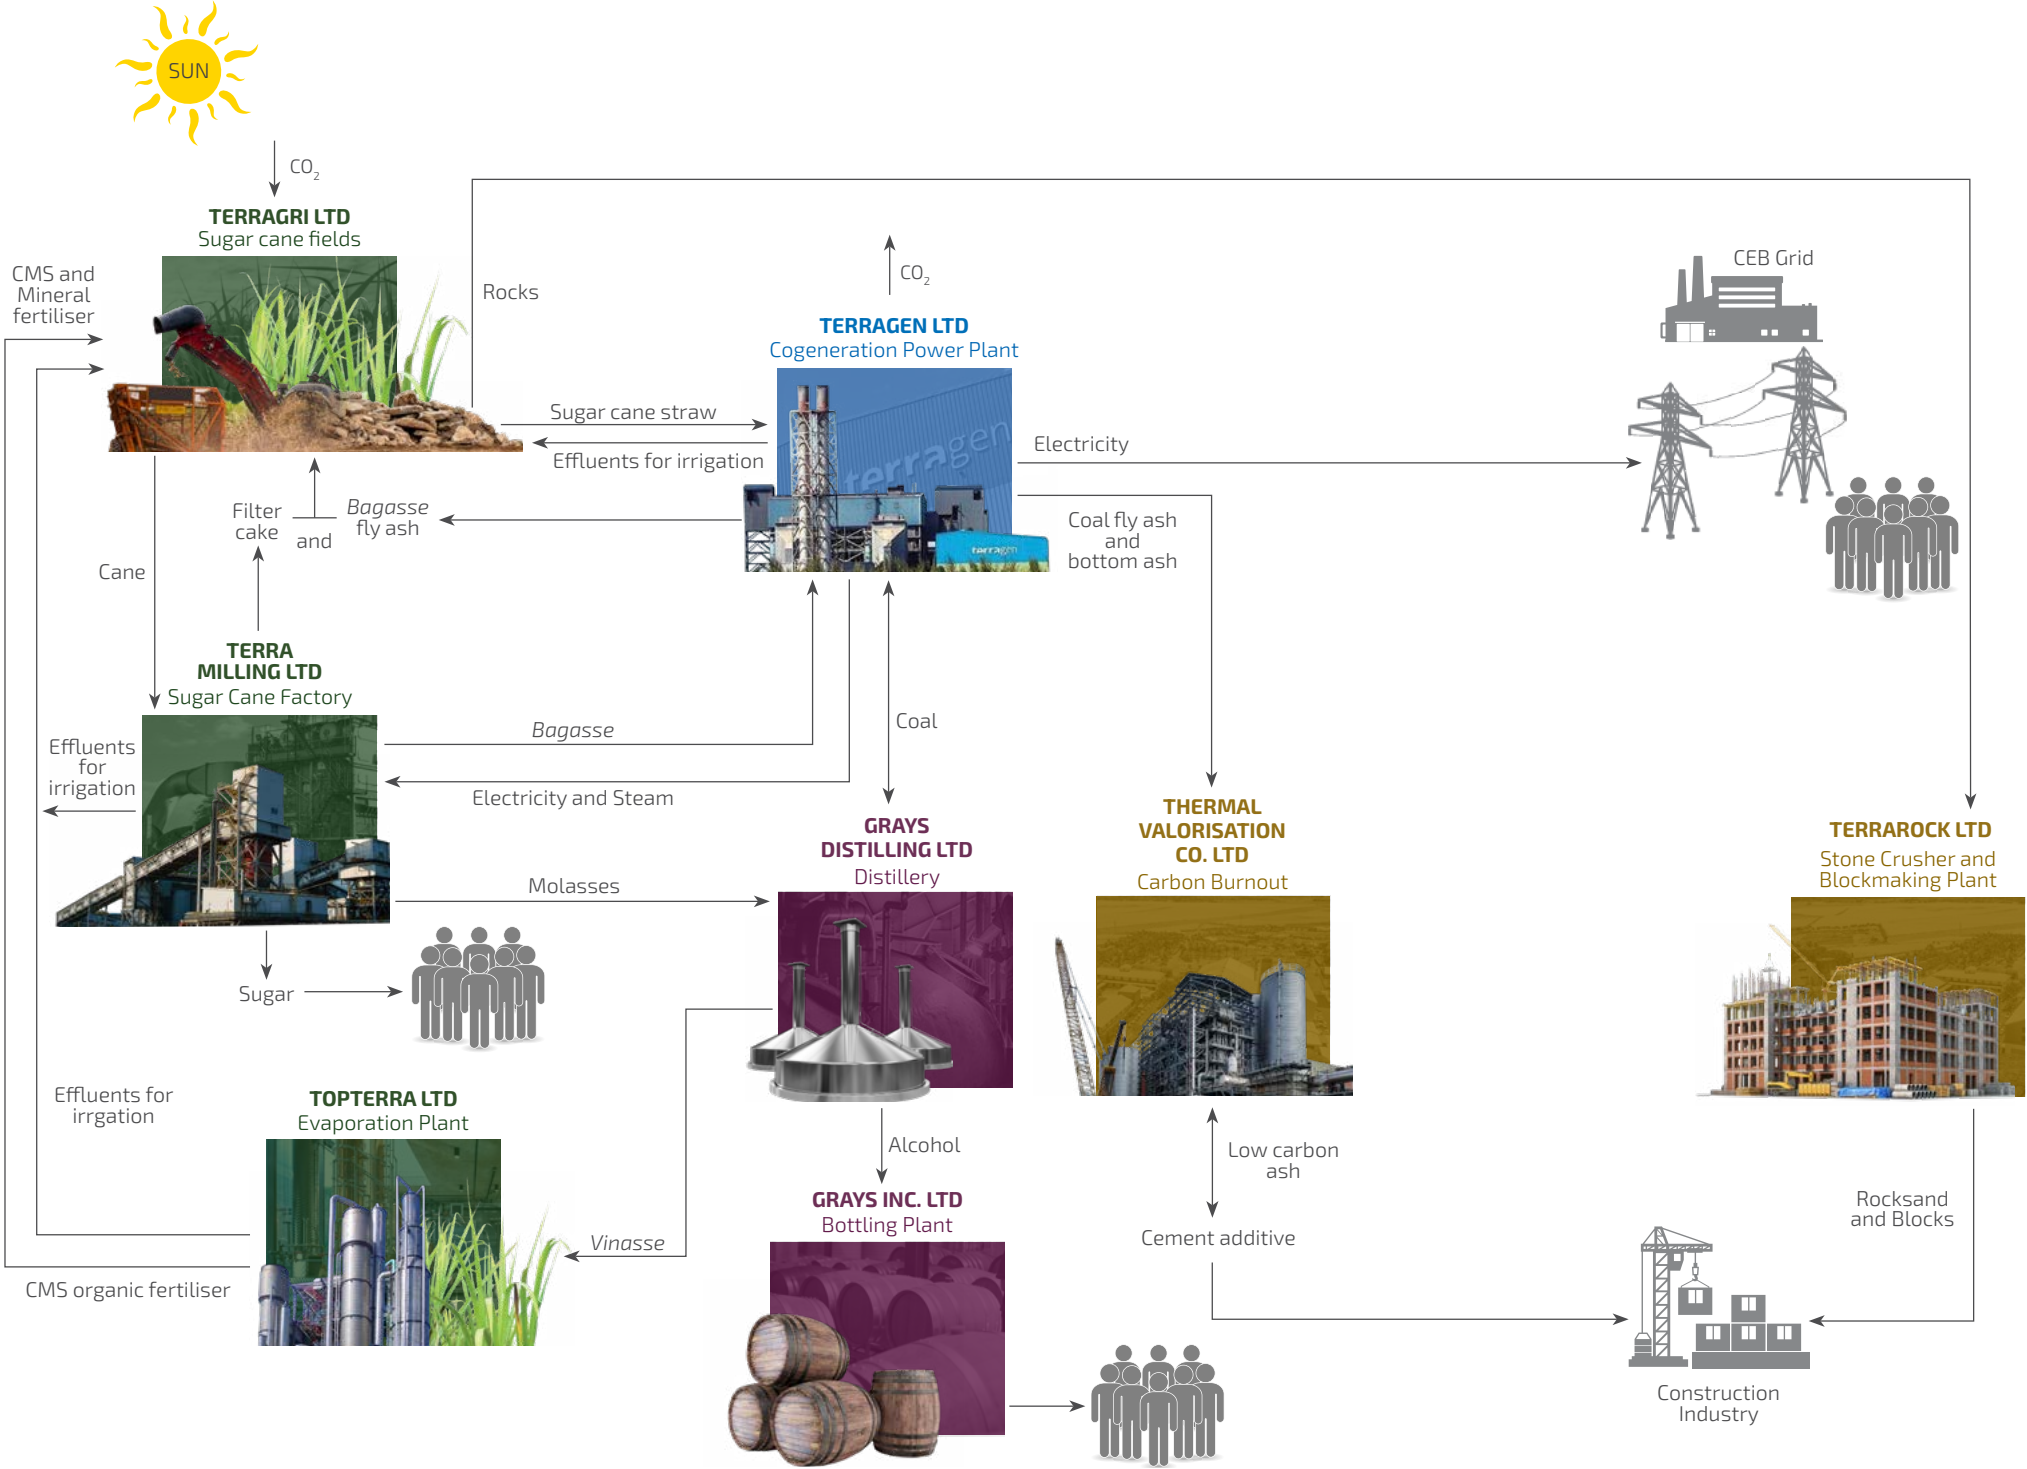 SUN
CO₂
TERRAGRI LTD
Sugar cane fields
CMS and
Mineral
fertiliser
Rocks
CO₂
TERRAGEN LTD
Cogeneration Power Plant
CEB Grid
Sugar cane straw
Effluents for irrigation
terragen
Electricity
Filter
cake
and
Bagasse
fly ash
Coal fly ash
and
bottom ash
terragen
Cane
TERRA
MILLING LTD
Sugar Cane Factory
Effluents
for
irrigation
Bagasse
Coal
Electricity and Steam
GRAYS
DISTILLING LTD
Distillery
THERMAL
VALORISATION
CO. LTD
Carbon Burnout
TERRAROCK LTD
Stone Crusher and
Blockmaking Plant
Molasses
Sugar
Effluents for
irrgation
TOPTERRA LTD
Evaporation Plant
Alcohol
Low carbon
ash
GRAYS INC. LTD
Bottling Plant
Vinasse
Cement additive
Rocksand
and Blocks
CMS organic fertiliser
Construction
Industry